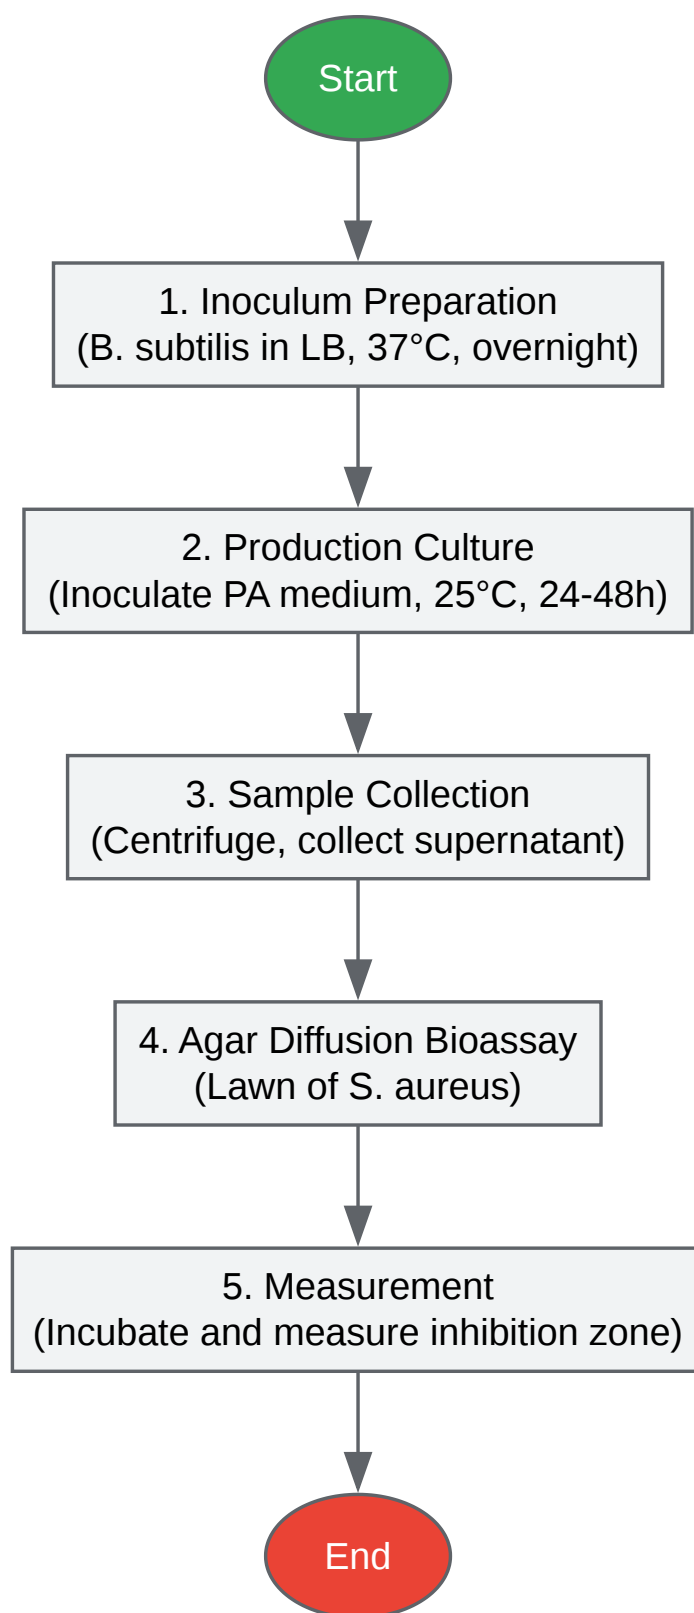 Start
1. Inoculum Preparation
(B. subtilis in LB, 37°C, overnight)
2. Production Culture
(Inoculate PA medium, 25°C, 24-48h)
3. Sample Collection
(Centrifuge, collect supernatant)
4. Agar Diffusion Bioassay
(Lawn of S. aureus)
5. Measurement
(Incubate and measure inhibition zone)
End